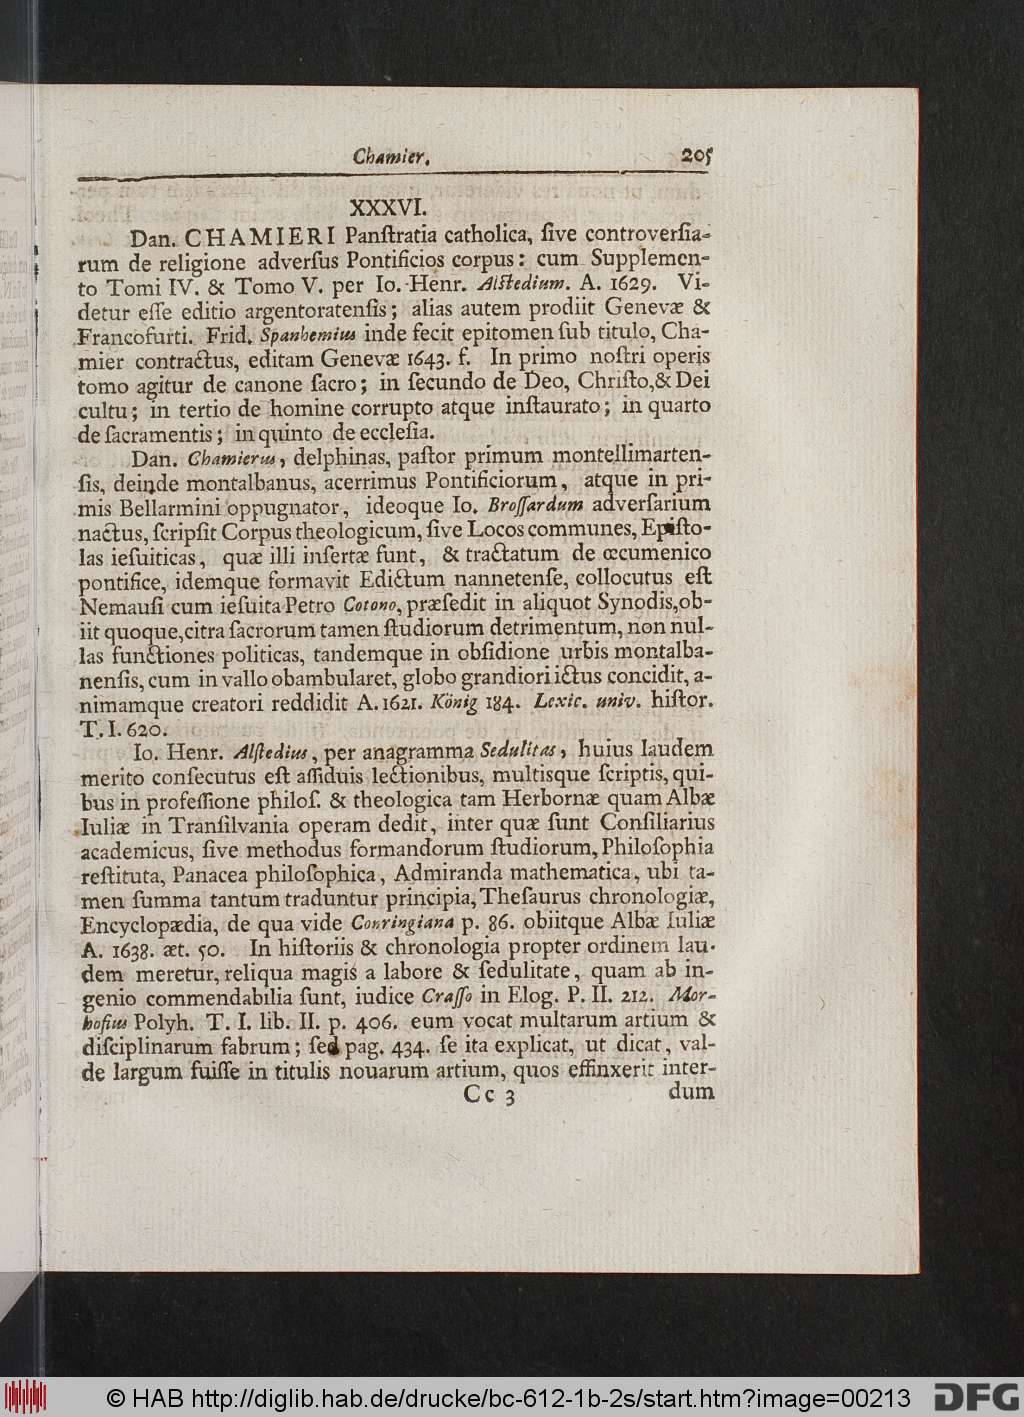 Chamier. 205
XXXVI.
Dan. CHAMIERI Panſtratia catholica, ſive controverſia-
rum de religione adverſus Pontificios corpus: cum Supplemen-
to Tomi IV. & Tomo V. per Io. Henr. Alſtedium. A. 1629. Vi-
detur eſſe editio argentoratenſis; alias autem prodiit Genevæ &
Francofurti. Frid. Spanhemius inde fecit epitomen ſub titulo, Cha-
mier contractus, editam Genevæ 1643. f. In primo noſtri operis
tomo agitur de canone ſacro; in ſecundo de Deo, Chriſto,& Dei
cultu; in tertio de homine corrupto atque inſtaurato; in quarto
de ſacramentis; in quinto de eccleſia.
Dan. Chamierus, delphinas, paſtor primum montellimarten-
ſis, deinde montalbanus, acerrimus Pontificiorum, atque in pri-
mis Bellarmini oppugnator, ideoque Io. Broſſardum adverſarium
nactus, ſcripſit Corpus theologicum, ſive Locos communes, Epiſto-
las ieſuiticas, quæ illi inſertæ ſunt, & tractatum de œcumenico
pontifice, idemque formavit Edictum nannetenſe, collocutus eſt
Nemauſi cum ieſuita Petro Cotono, præſedit in aliquot Synodis,ob-
iit quoque,citra ſacrorum tamen ſtudiorum detrimentum, non nul-
las functiones politicas, tandemque in obſidione urbis montalba-
nenſis, cum in vallo obambularet, globo grandiori ictus concidit, a-
nimamque creatori reddidit A. 1621. König 184. Lexic. univ. hiſtor.
T. I. 620.
Io. Henr. Alſtedius, per anagramma Sedulitas, huius laudem
merito conſecutus eſt aſſiduis lectionibus, multisque ſcriptis, qui-
bus in profeſſione philoſ. & theologica tam Herbornæ quam Albæ
Iuliæ in Tranſilvania operam dedit, inter quæ ſunt Conſiliarius
academicus, ſive methodus formandorum ſtudiorum, Philoſophia
reſtituta, Panacea philoſophica, Admiranda mathematica, ubi ta-
men ſumma tantum traduntur principia, Theſaurus chronologiæ,
Encyclopædia, de qua vide Conringiana p. 86. obiitque Albæ Iuliæ
A. 1638. æt. 50. In hiſtoriis & chronologia propter ordinem lau-
dem meretur, reliqua magis a labore & ſedulitate, quam ab in-
genio commendabilia ſunt, iudice Craſſo in Elog. P. II. 212. Mor-
hofius Polyh. T. I. lib. II. p. 406. eum vocat multarum artium &
diſciplinarum fabrum; ſed pag. 434. ſe ita explicat, ut dicat, val-
de largum fuiſſe in titulis nouarum artium, quos effinxerit inter-
Cc 3 dum
© HAB http://diglib.hab.de/drucke/bc-612-1b-2s/start.htm?image=00213 DFG